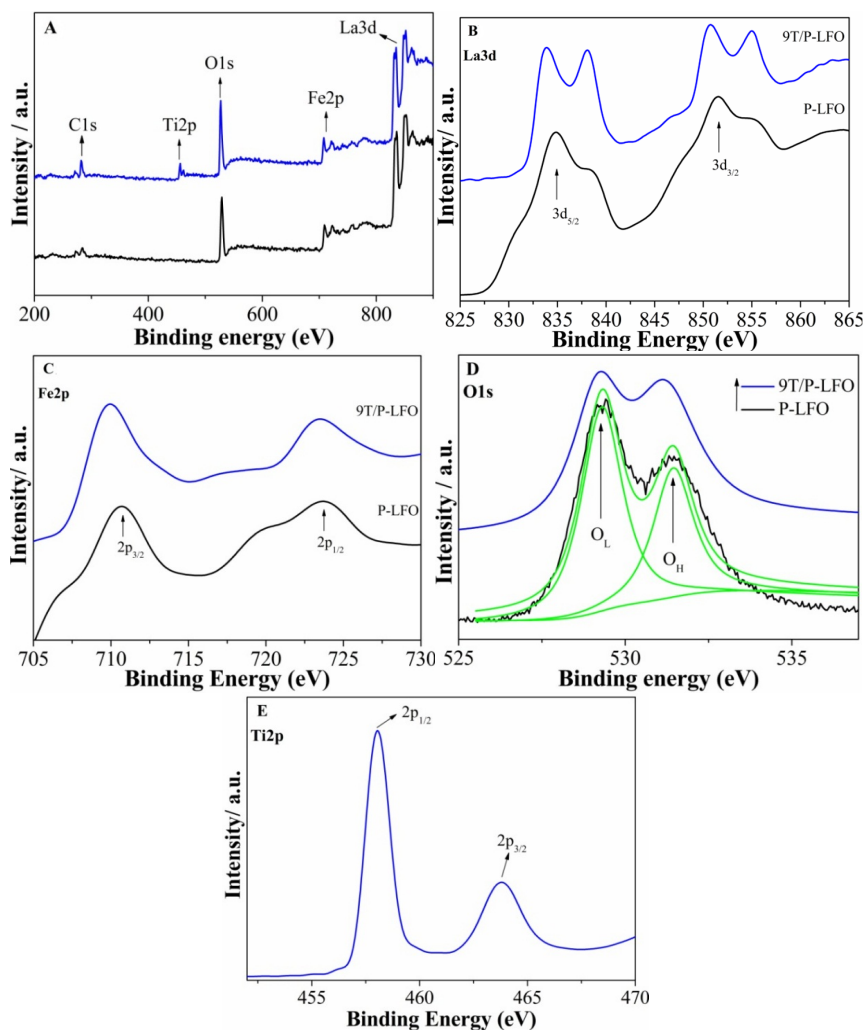 A
La3d
O1s
Fe2p
Ti2p
C1s
Intensity/ a.u.
200 400 600 800
Binding energy (eV)
B
La3d
9T/P-LFO
P-LFO
3d3/2
3d5/2
Intensity/ a.u.
825 830 835 840 845 850 855 860 865
Binding Energy (eV)
C
Fe2p
9T/P-LFO
P-LFO
2p3/2
2p1/2
Intensity/ a.u.
705 710 715 720 725 730
Binding Energy (eV)
D
O1s
9T/P-LFO
P-LFO
OL
OH
Intensity/ a.u.
525 530 535
Binding energy (eV)
E
Ti2p
2p1/2
2p3/2
Intensity/ a.u.
455 460 465 470
Binding Energy (eV)